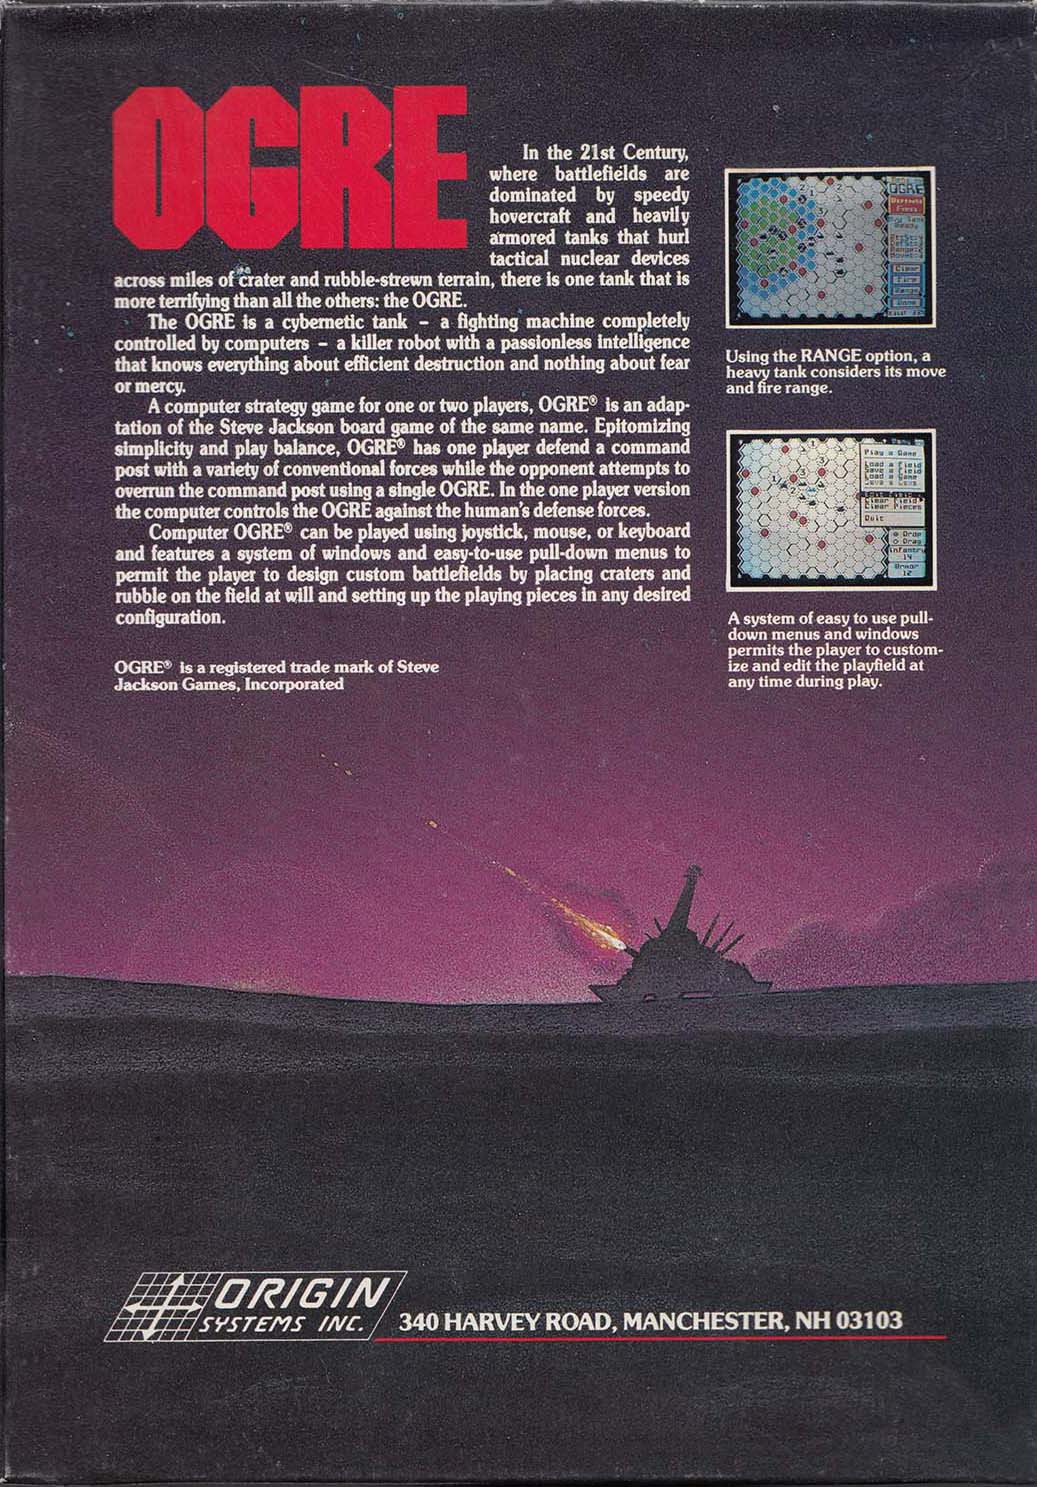 OGRE
In the 21st Century,
where battlefields are
dominated by speedy
hovercraft and heavily
armored tanks that hurl
tactical nuclear devices
across miles of crater and rubble-strewn terrain, there is one tank that is
more terrifying than all the others: the OGRE.
The OGRE is a cybernetic tank – a fighting machine completely
controlled by computers – a killer robot with a passionless intelligence
that knows everything about efficient destruction and nothing about fear
or mercy.
A computer strategy game for one or two players, OGRE® is an adap-
tation of the Steve Jackson board game of the same name. Epitomizing
simplicity and play balance, OGRE® has one player defend a command
post with a variety of conventional forces while the opponent attempts to
overrun the command post using a single OGRE. In the one player version
the computer controls the OGRE against the human's defense forces.
Computer OGRE® can be played using joystick, mouse, or keyboard
and features a system of windows and easy-to-use pull-down menus to
permit the player to design custom battlefields by placing craters and
rubble on the field at will and setting up the playing pieces in any desired
configuration.
OGRE® is a registered trade mark of Steve
Jackson Games, Incorporated
OGRE
Using the RANGE option, a
heavy tank considers its move
and fire range.
Play a Game
Load a Field
Save a Field
Load a Game
Clear Field
Clear Pieces
Quit
Drop
Drag
Infantry
14
Armor
12
A system of easy to use pull-
down menus and windows
permits the player to custom-
ize and edit the playfield at
any time during play.
ORIGIN
SYSTEMS INC.
340 HARVEY ROAD, MANCHESTER, NH 03103